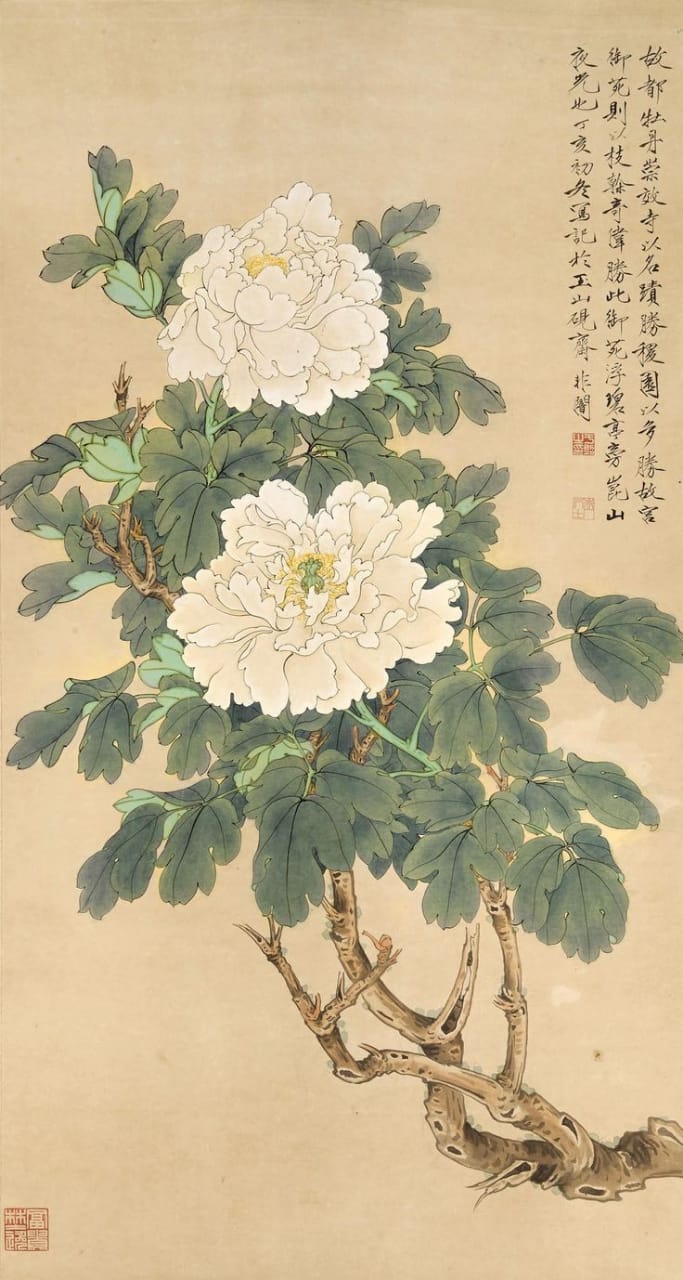 故都牡丹崇效寺以名蹟勝稷園以多勝故宮
御苑則以枝榦奇偉勝此御苑浮碧亭旁崑山
夜光也丁亥初冬寫記於玉山硯齋非闇